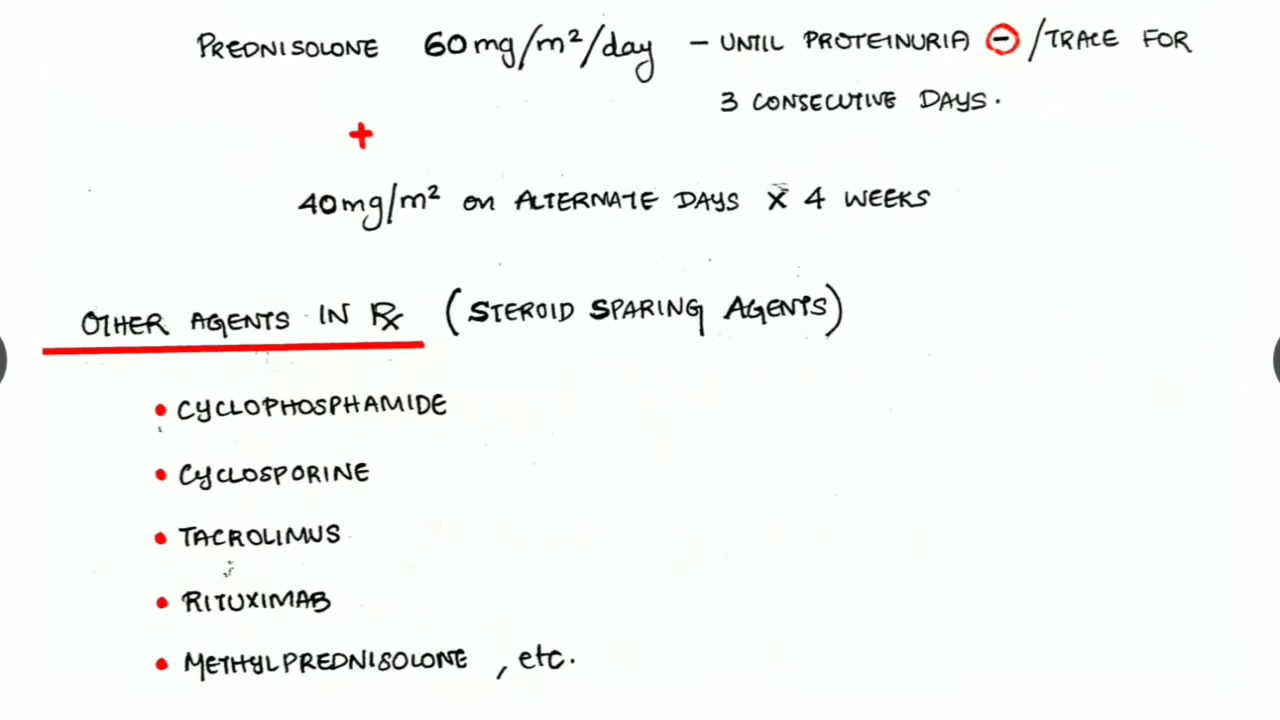 PREDNISOLONE 60mg/m²/day – UNTIL PROTEINURIA ⊖/TRACE FOR
3 CONSECUTIVE DAYS.
+
40mg/m² on ALTERNATE DAYS X 4 WEEKS
OTHER AGENTS IN Rx (STEROID SPARING AGENTS)
• CYCLOPHOSPHAMIDE
• CYCLOSPORINE
• TACROLIMUS
• RITUXIMAB
• METHYLPREDNISOLONE, etc.